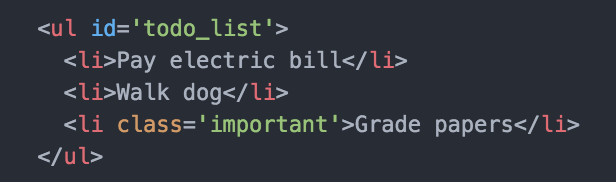 <ul id='todo_list'>
  <li>Pay electric bill</li>
  <li>Walk dog</li>
  <li class='important'>Grade papers</li>
</ul>